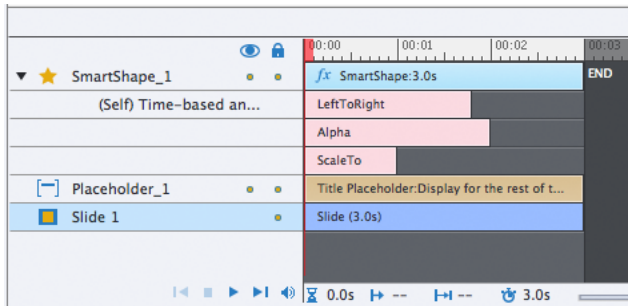 00:00 00:01 00:02 00:03
SmartShape_1 fx SmartShape:3.0s END
(Self) Time-based an... LeftToRight
Alpha
ScaleTo
Placeholder_1 Title Placeholder:Display for the rest of t...
Slide 1 Slide (3.0s)
0.0s -- -- 3.0s